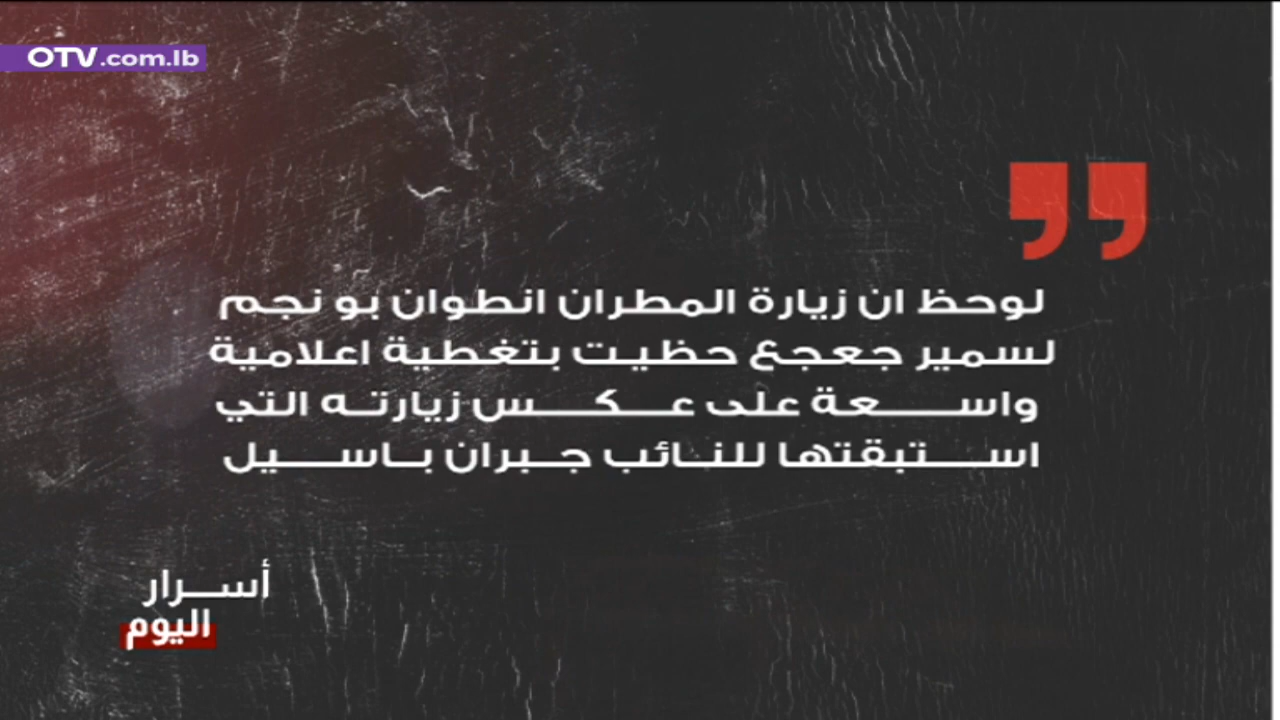 OTV.com.lb
لوحظ ان زيارة المطران انطوان بو نجم
لسمير جعجع حظيت بتغطية اعلامية
واسعة على عكس زيارته التي
استبقتها للنائب جبران باسيل
أسرار
اليوم